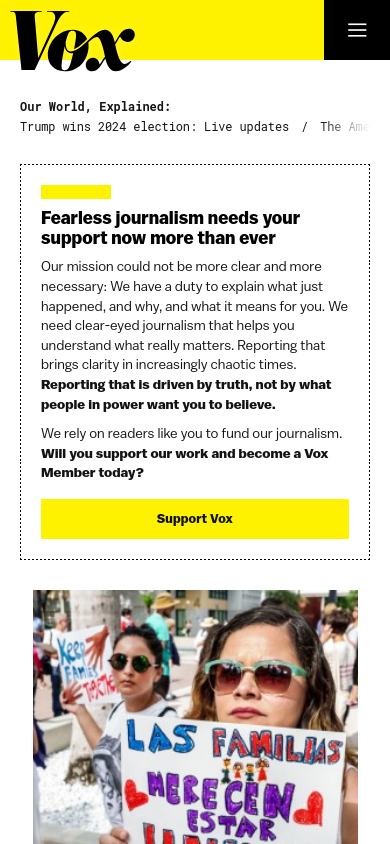 Vox
Our World, Explained:
Trump wins 2024 election: Live updates / The Ame
Fearless journalism needs your
support now more than ever
Our mission could not be more clear and more
necessary: We have a duty to explain what just
happened, and why, and what it means for you. We
need clear-eyed journalism that helps you
understand what really matters. Reporting that
brings clarity in increasingly chaotic times.
Reporting that is driven by truth, not by what
people in power want you to believe.
We rely on readers like you to fund our journalism.
Will you support our work and become a Vox
Member today?
Support Vox
KEEP
FAMILIES
TOGETHER
LAS FAMILIAS
MERECEN
ESTAR